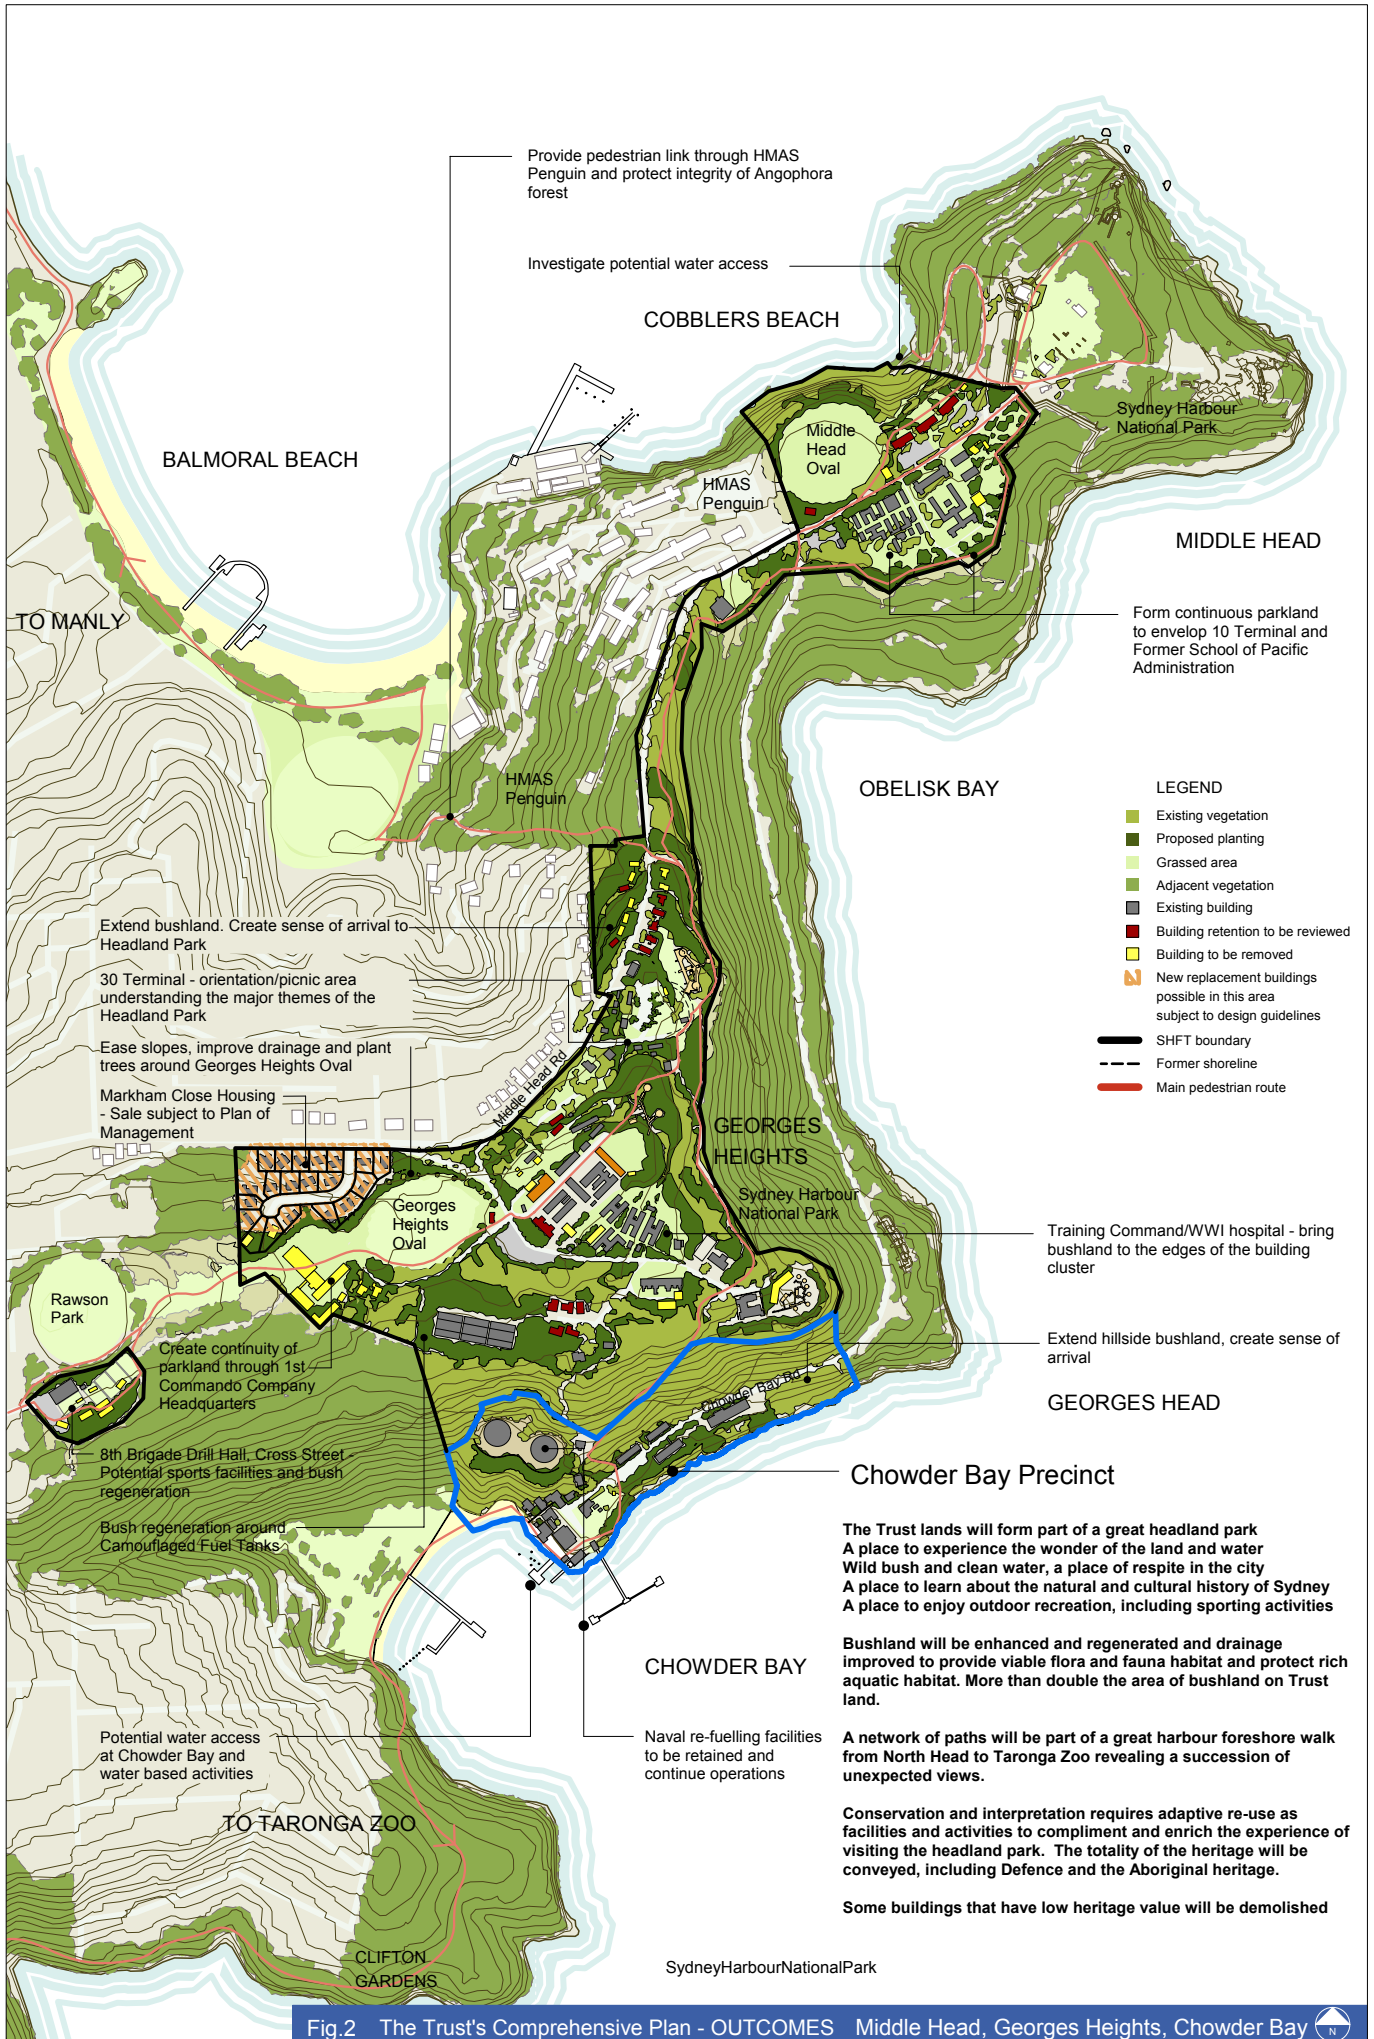 Provide pedestrian link through HMAS
Penguin and protect integrity of Angophora
forest
Investigate potential water access
COBBLERS BEACH
BALMORAL BEACH
Middle
Head
Oval
Sydney Harbour
National Park
HMAS
Penguin
MIDDLE HEAD
TO MANLY
Form continuous parkland
to envelop 10 Terminal and
Former School of Pacific
Administration
HMAS
Penguin
OBELISK BAY
LEGEND
Existing vegetation
Proposed planting
Grassed area
Adjacent vegetation
Existing building
Building retention to be reviewed
Building to be removed
New replacement buildings
possible in this area
subject to design guidelines
SHFT boundary
Former shoreline
Main pedestrian route
Extend bushland. Create sense of arrival to
Headland Park
30 Terminal - orientation/picnic area
understanding the major themes of the
Headland Park
Ease slopes, improve drainage and plant
trees around Georges Heights Oval
Markham Close Housing
- Sale subject to Plan of
Management
Middle Head Rd
GEORGES
HEIGHTS
Sydney Harbour
National Park
Georges
Heights
Oval
Training Command/WWI hospital - bring
bushland to the edges of the building
cluster
Rawson
Park
Create continuity of
parkland through 1st
Commando Company
Headquarters
Extend hillside bushland, create sense of
arrival
Chowder Bay Rd
GEORGES HEAD
8th Brigade Drill Hall, Cross Street -
Potential sports facilities and bush
regeneration
Bush regeneration around
Camouflaged Fuel Tanks
Chowder Bay Precinct
The Trust lands will form part of a great headland park
A place to experience the wonder of the land and water
Wild bush and clean water, a place of respite in the city
A place to learn about the natural and cultural history of Sydney
A place to enjoy outdoor recreation, including sporting activities
Bushland will be enhanced and regenerated and drainage
improved to provide viable flora and fauna habitat and protect rich
aquatic habitat. More than double the area of bushland on Trust
land.
A network of paths will be part of a great harbour foreshore walk
from North Head to Taronga Zoo revealing a succession of
unexpected views.
Conservation and interpretation requires adaptive re-use as
facilities and activities to compliment and enrich the experience of
visiting the headland park. The totality of the heritage will be
conveyed, including Defence and the Aboriginal heritage.
Some buildings that have low heritage value will be demolished
CHOWDER BAY
Potential water access
at Chowder Bay and
water based activities
Naval re-fuelling facilities
to be retained and
continue operations
TO TARONGA ZOO
CLIFTON
GARDENS
SydneyHarbourNationalPark
Fig.2 The Trust's Comprehensive Plan - OUTCOMES Middle Head, Georges Heights, Chowder Bay
N